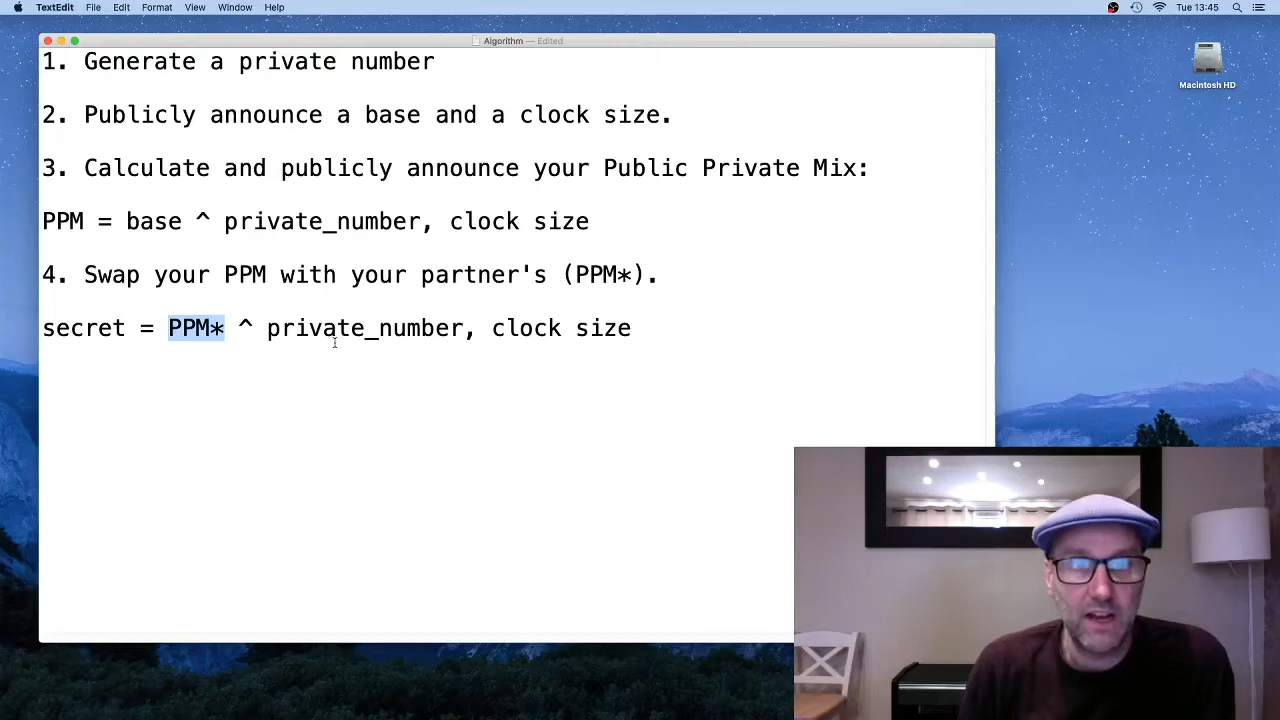 TextEdit File Edit Format View Window Help Tue 13:45
Algorithm — Edited
1. Generate a private number
2. Publicly announce a base and a clock size.
3. Calculate and publicly announce your Public Private Mix:
PPM = base ^ private_number, clock size
4. Swap your PPM with your partner's (PPM*).
secret = PPM* ^ private_number, clock size
Macintosh HD